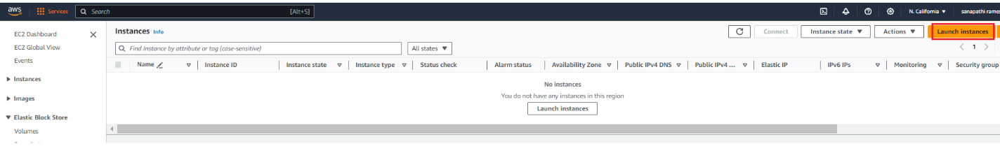 aws Services Search [Alt+S] N. California ▼ sanapathi rames
EC2 Dashboard
EC2 Global View
Events
Instances
Images
Elastic Block Store
Volumes
Instances Info Connect Instance state ▼ Actions ▼ Launch instances
Find Instance by attribute or tag (case-sensitive) All states ▼ 1
Name Instance ID Instance state Instance type Status check Alarm status Availability Zone Public IPv4 DNS Public IPv4 ... Elastic IP IPv6 IPs Monitoring Security group
No instances
You do not have any instances in this region
Launch instances